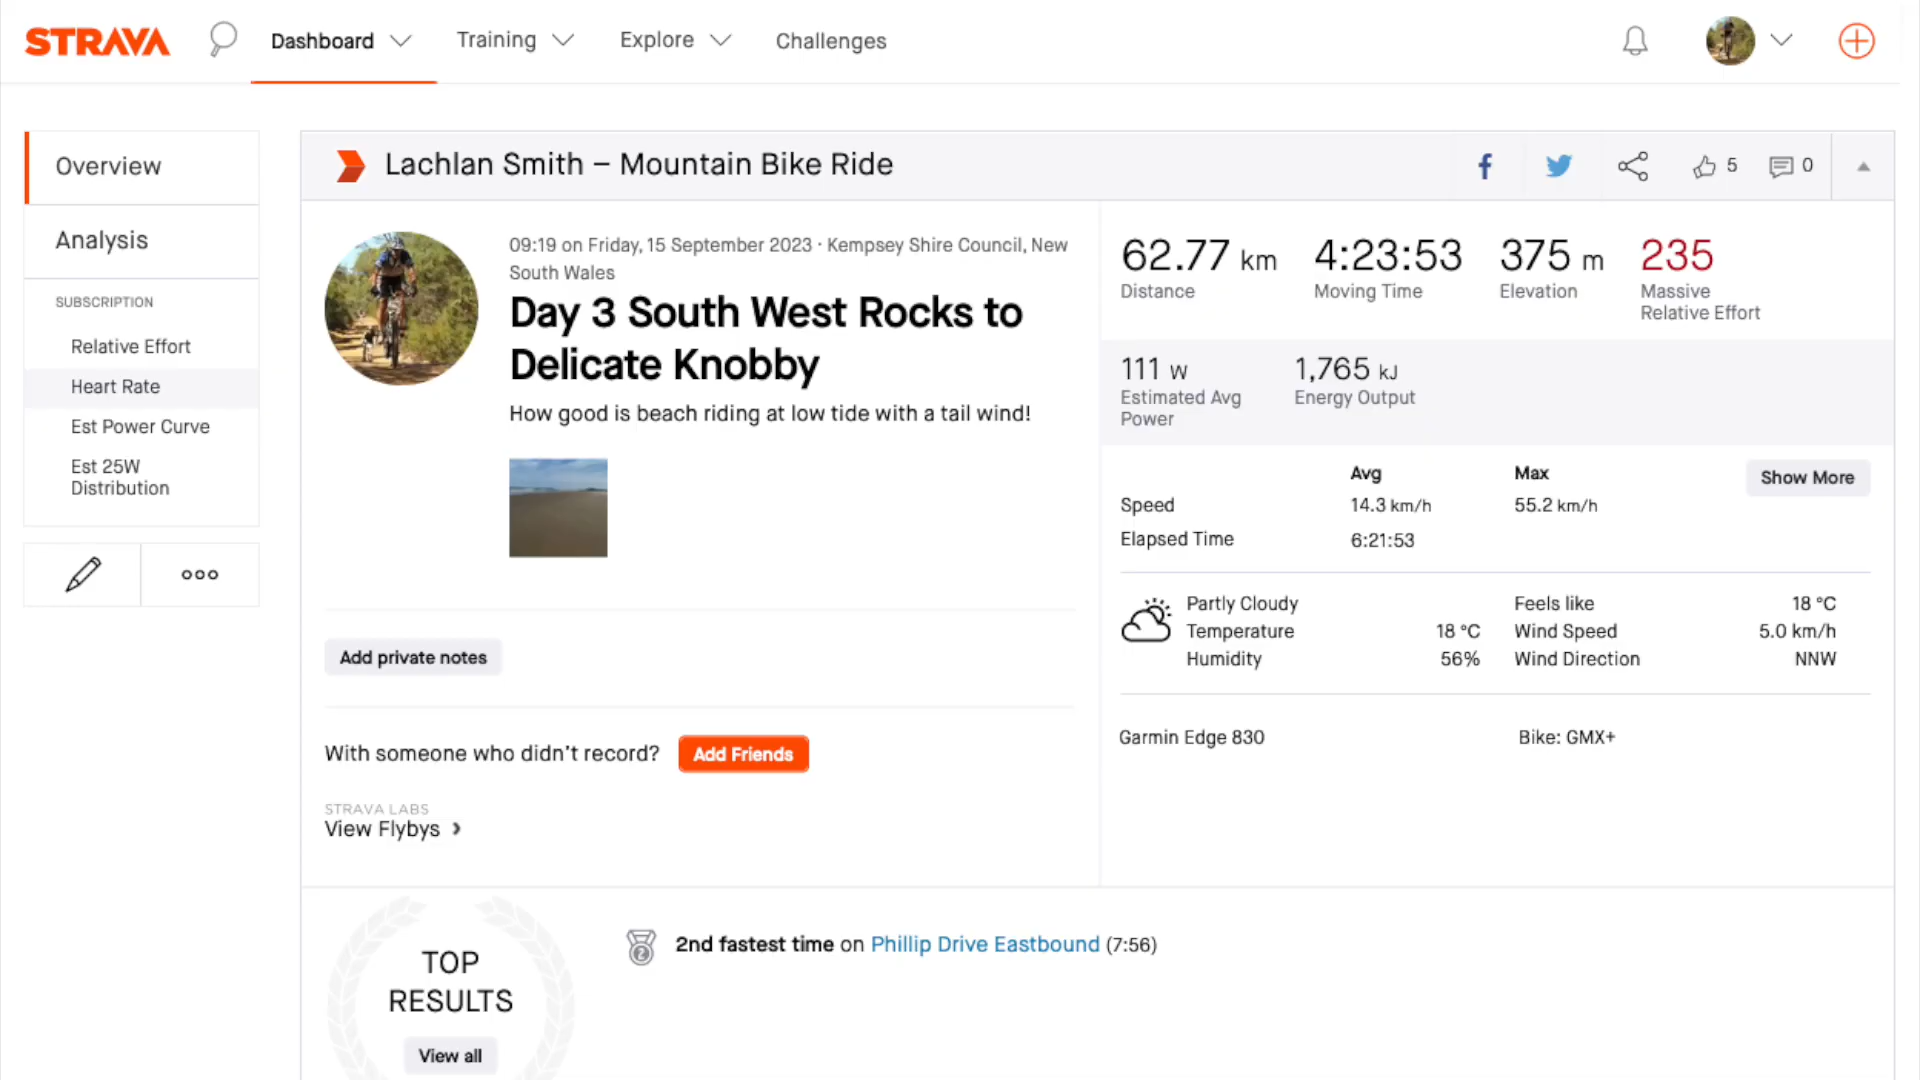 STRAVA
Dashboard
Training
Explore
Challenges
Overview
Analysis
SUBSCRIPTION
Relative Effort
Heart Rate
Est Power Curve
Est 25W
Distribution
Lachlan Smith – Mountain Bike Ride
5
0
09:19 on Friday, 15 September 2023 · Kempsey Shire Council, New
South Wales
Day 3 South West Rocks to
Delicate Knobby
How good is beach riding at low tide with a tail wind!
Add private notes
With someone who didn't record?
Add Friends
STRAVA LABS
View Flybys ›
62.77 km
Distance
4:23:53
Moving Time
375 m
Elevation
235
Massive
Relative Effort
111 W
Estimated Avg
Power
1,765 kJ
Energy Output
Avg
Max
Show More
Speed
14.3 km/h
55.2 km/h
Elapsed Time
6:21:53
Partly Cloudy
Feels like
18 °C
Temperature
18 °C
Wind Speed
5.0 km/h
Humidity
56%
Wind Direction
NNW
Garmin Edge 830
Bike: GMX+
TOP
RESULTS
View all
2
2nd fastest time on Phillip Drive Eastbound (7:56)